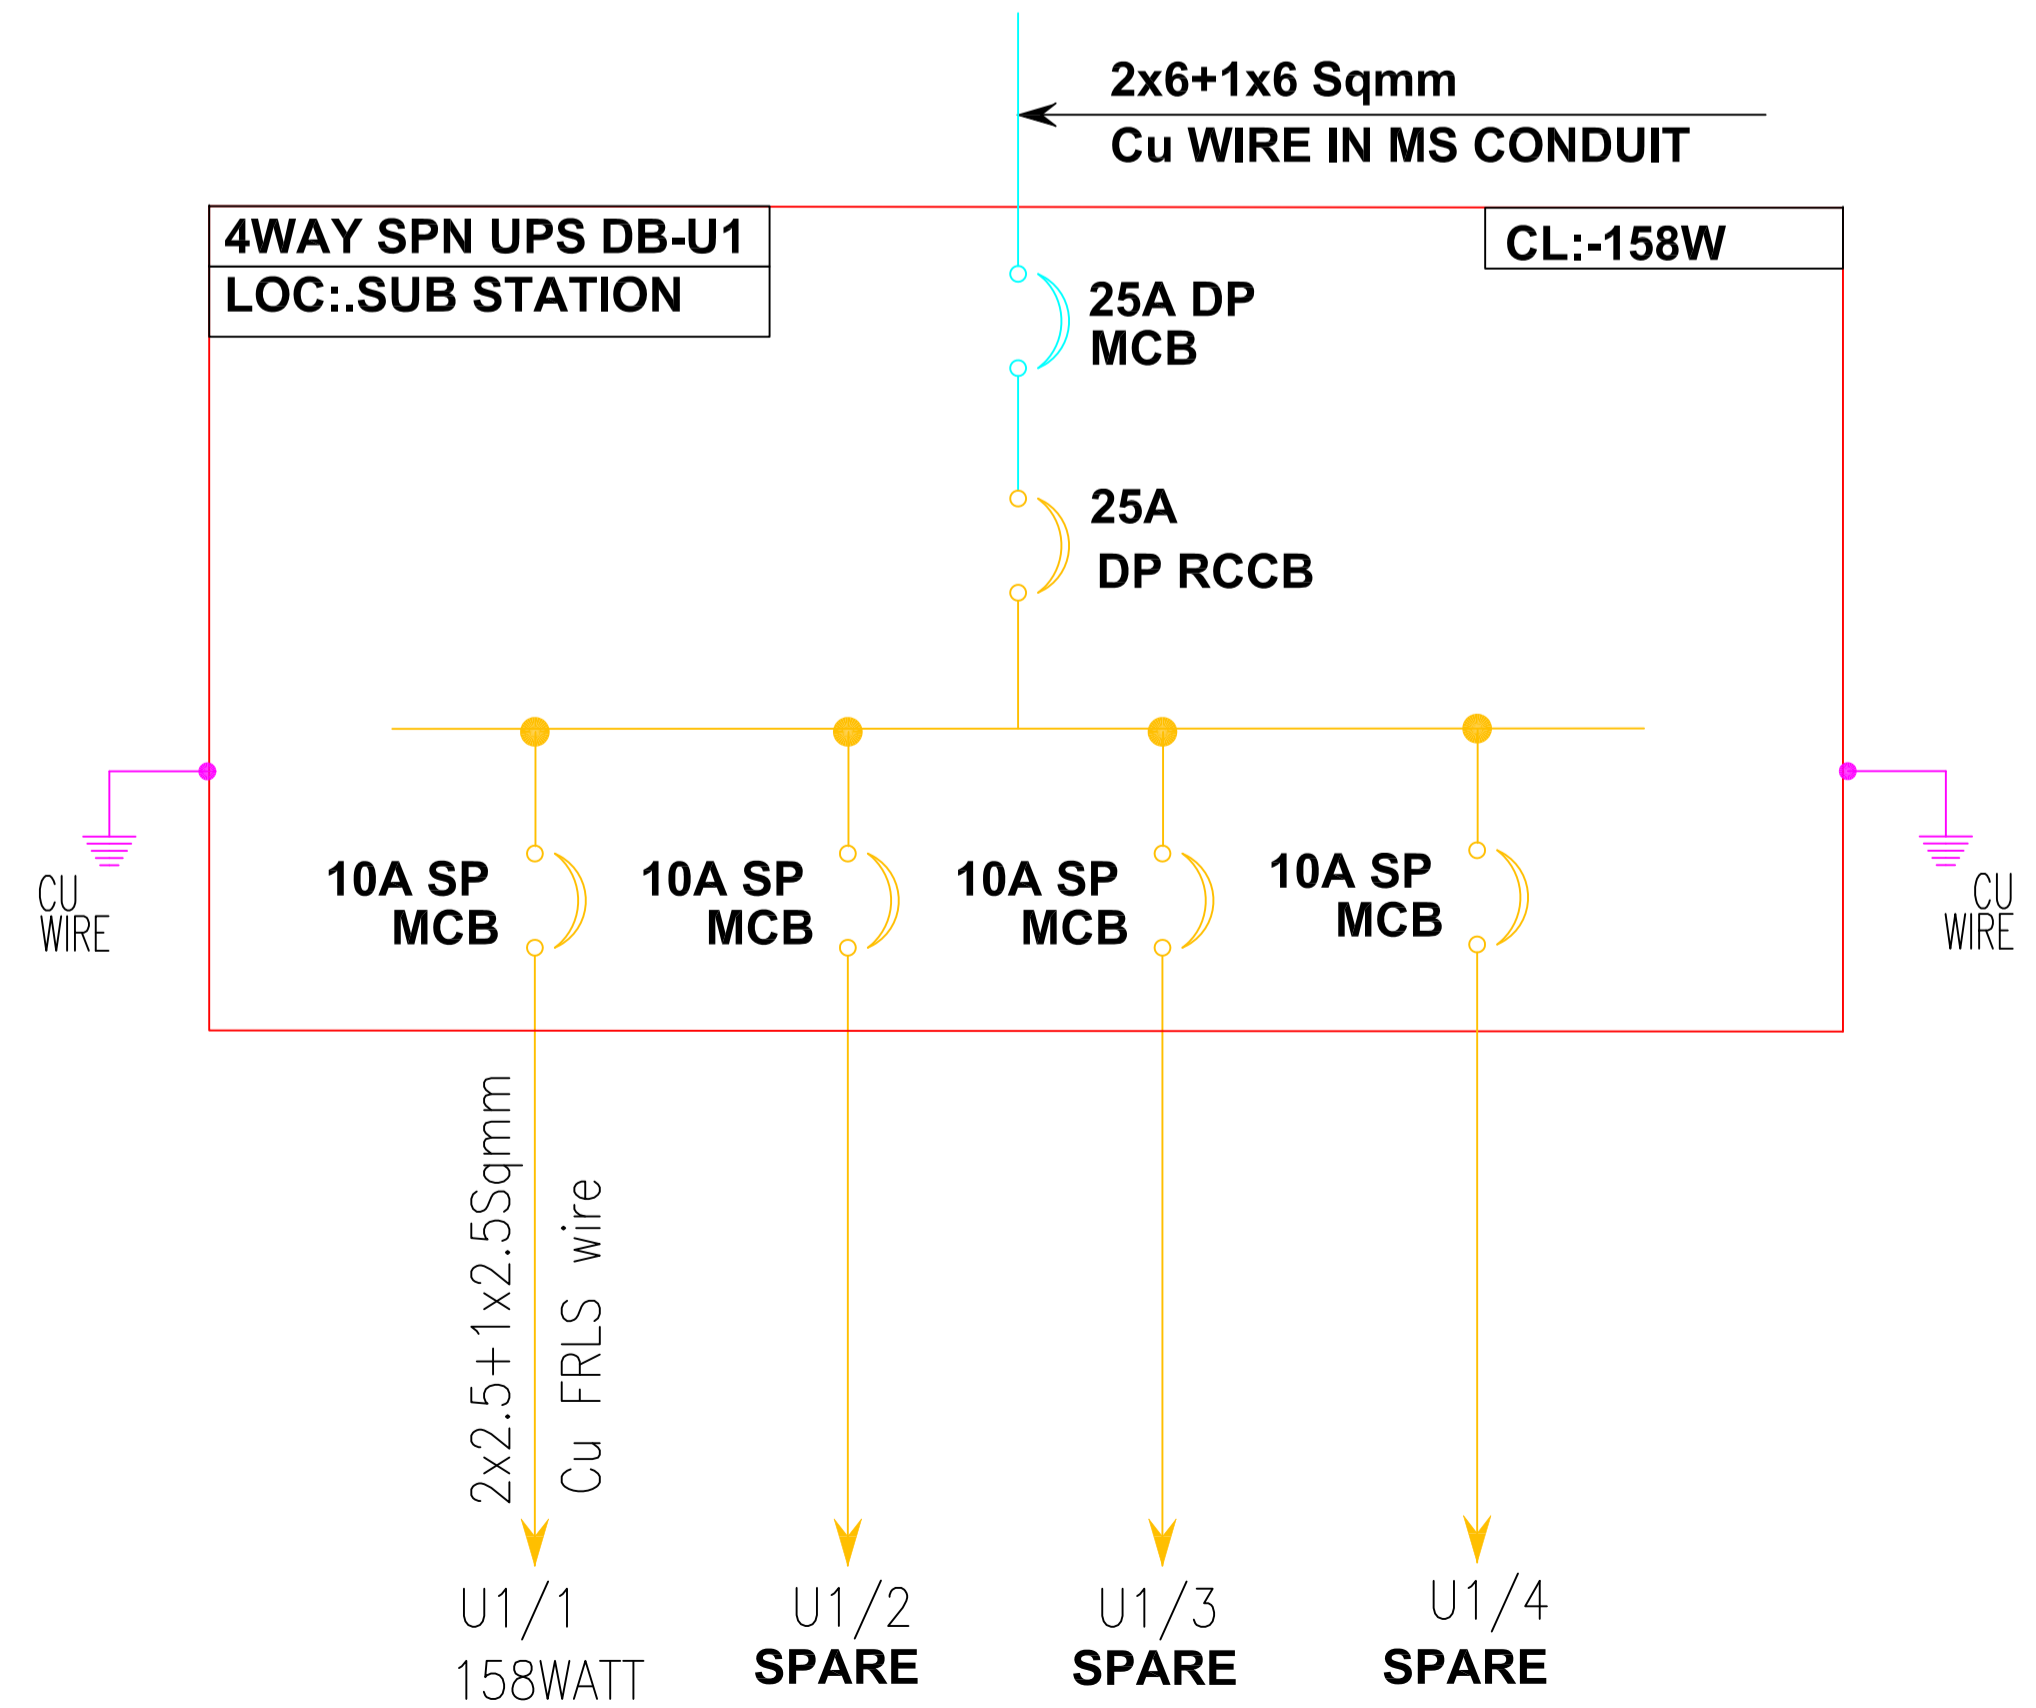 2x6+1x6 Sqmm
Cu WIRE IN MS CONDUIT
4WAY SPN UPS DB-U1
LOC:.SUB STATION
CL:-158W
25A DP
MCB
25A
DP RCCB
10A SP
MCB
10A SP
MCB
10A SP
MCB
10A SP
MCB
CU
WIRE
CU
WIRE
2x2.5+1x2.5Sqmm
Cu FRLS wire
U1/1
158WATT
U1/2
SPARE
U1/3
SPARE
U1/4
SPARE